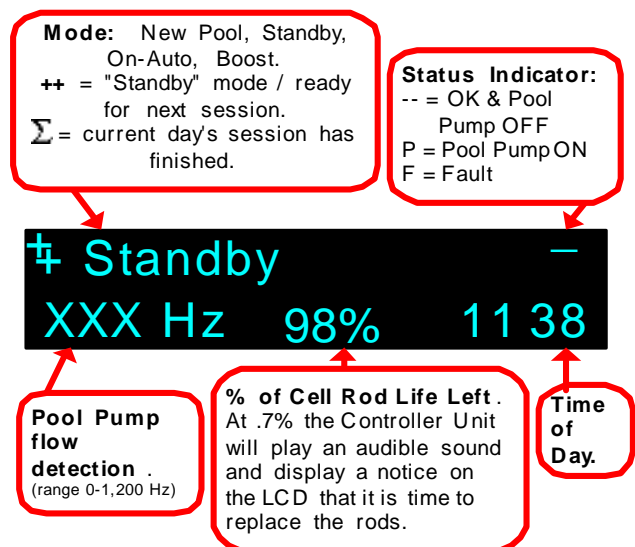 Mode: New Pool, Standby,
On-Auto, Boost.
++ = "Standby" mode / ready
for next session.
Σ = current day's session has
finished.
Status Indicator:
-- = OK & Pool
Pump OFF
P = Pool Pump ON
F = Fault
++ Standby –
XXX Hz 98% 11 38
Pool Pump
flow
detection .
(range 0-1,200 Hz)
% of Cell Rod Life Left .
At .7% the Controller Unit
will play an audible sound
and display a notice on
the LCD that it is time to
replace the rods.
Time
of
Day.